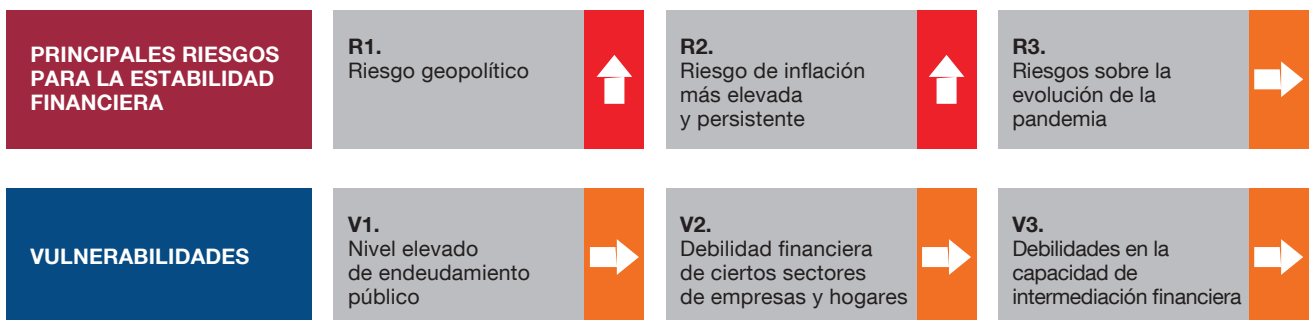 PRINCIPALES RIESGOS
PARA LA ESTABILIDAD
FINANCIERA
R1.
Riesgo geopolítico
R2.
Riesgo de inflación
más elevada
y persistente
R3.
Riesgos sobre la
evolución de la
pandemia
VULNERABILIDADES
V1.
Nivel elevado
de endeudamiento
público
V2.
Debilidad financiera
de ciertos sectores
de empresas y hogares
V3.
Debilidades en la
capacidad de
intermediación financiera